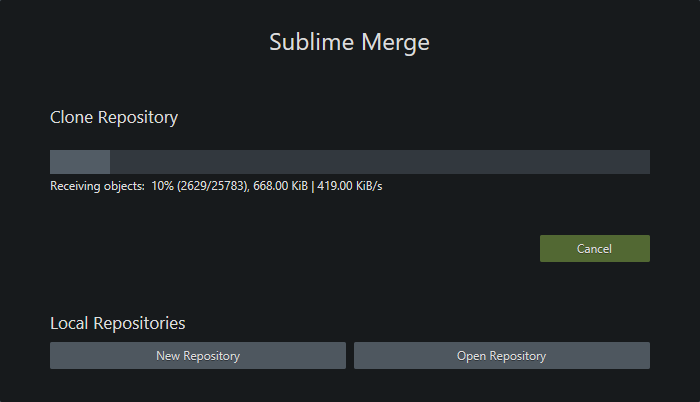 Sublime Merge
Clone Repository
Receiving objects:  10% (2629/25783), 668.00 KiB | 419.00 KiB/s
Cancel
Local Repositories
New Repository
Open Repository